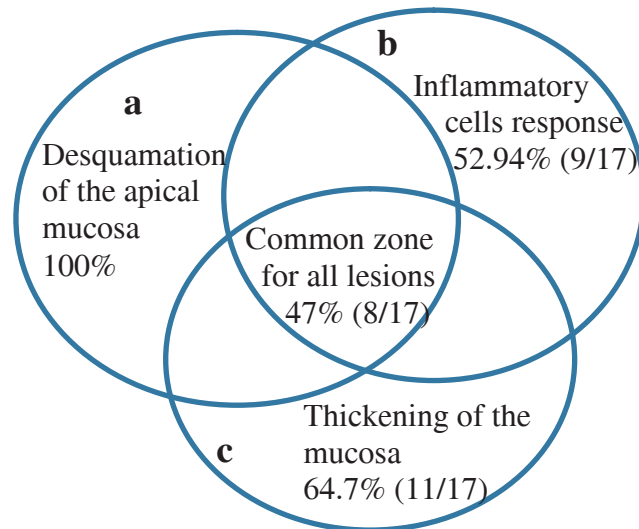 a
Desquamation
of the apical
mucosa
100%
b
Inflammatory
cells response
52.94% (9/17)
Common zone
for all lesions
47% (8/17)
c
Thickening of the
mucosa
64.7% (11/17)